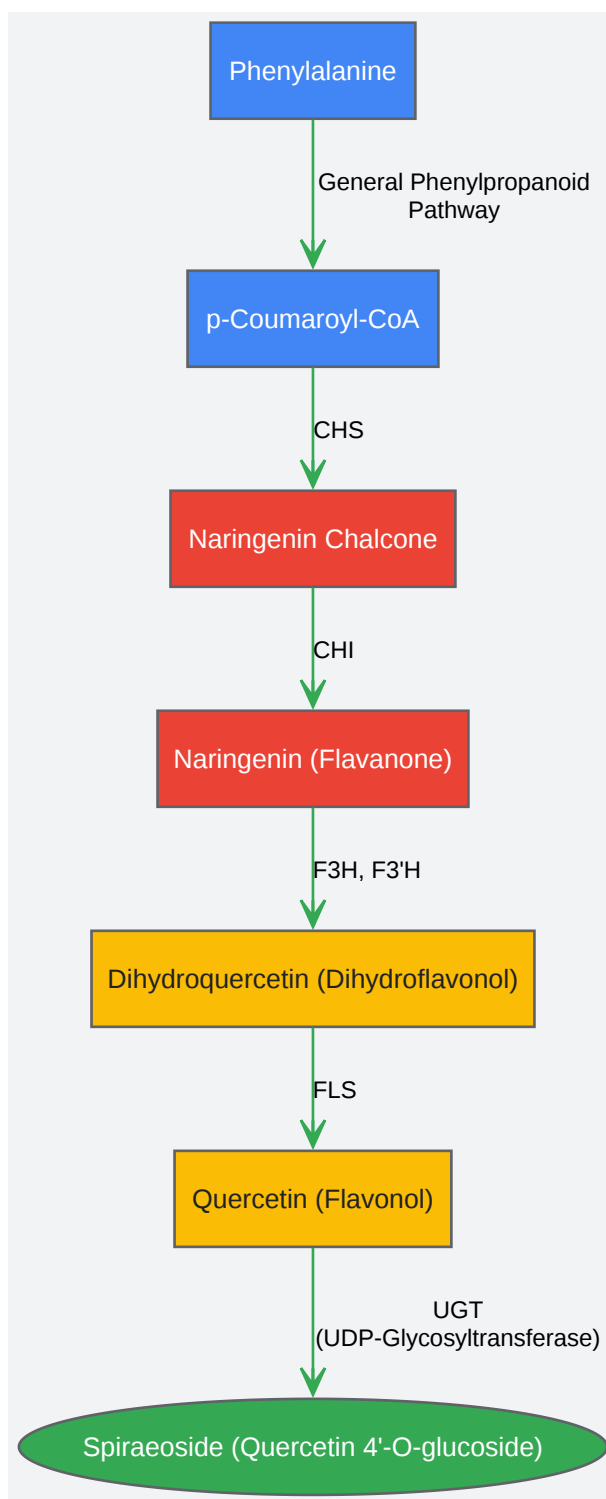 Phenylalanine
General Phenylpropanoid
Pathway
p-Coumaroyl-CoA
CHS
Naringenin Chalcone
CHI
Naringenin (Flavanone)
F3H, F3'H
Dihydroquercetin (Dihydroflavonol)
FLS
Quercetin (Flavonol)
UGT
(UDP-Glycosyltransferase)
Spiraeoside (Quercetin 4'-O-glucoside)